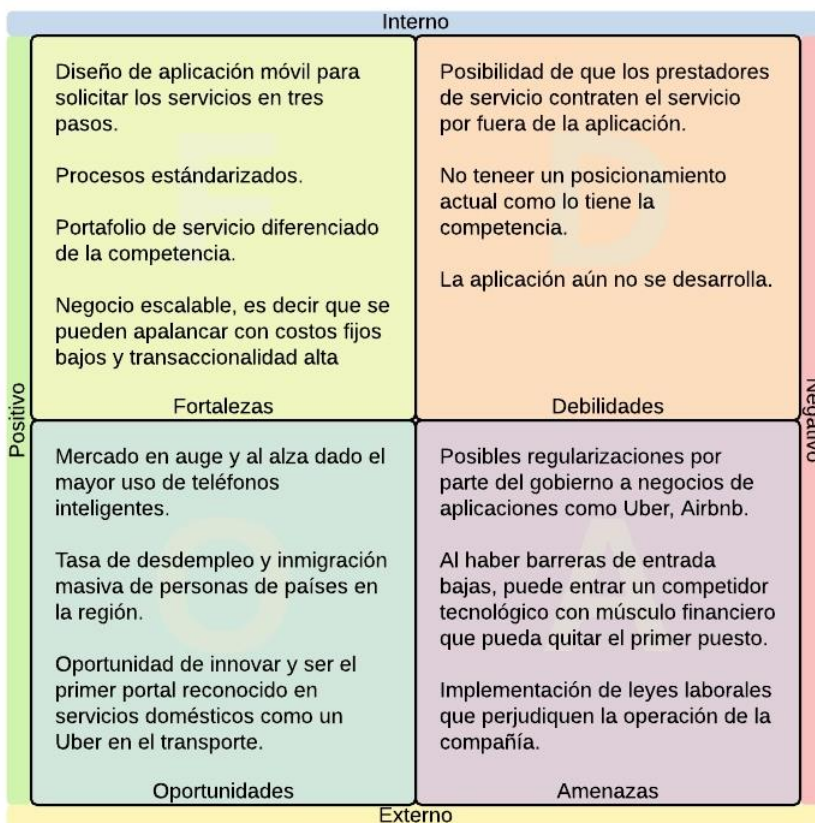 Interno
Diseño de aplicación móvil para
solicitar los servicios en tres
pasos.
Procesos estándarizados.
Portafolio de servicio diferenciado
de la competencia.
Negocio escalable, es decir que se
pueden apalancar con costos fijos
bajos y transaccionalidad alta
Fortalezas
Posibilidad de que los prestadores
de servicio contraten el servicio
por fuera de la aplicación.
No teneer un posicionamiento
actual como lo tiene la
competencia.
La aplicación aún no se desarrolla.
Debilidades
Positivo
Negativo
Mercado en auge y al alza dado el
mayor uso de teléfonos
inteligentes.
Tasa de desdempleo y inmigración
masiva de personas de países en
la región.
Oportunidad de innovar y ser el
primer portal reconocido en
servicios domésticos como un
Uber en el transporte.
Oportunidades
Posibles regularizaciones por
parte del gobierno a negocios de
aplicaciones como Uber, Airbnb.
Al haber barreras de entrada
bajas, puede entrar un competidor
tecnológico con músculo financiero
que pueda quitar el primer puesto.
Implementación de leyes laborales
que perjudiquen la operación de la
compañía.
Amenazas
Externo
F
D
O
A